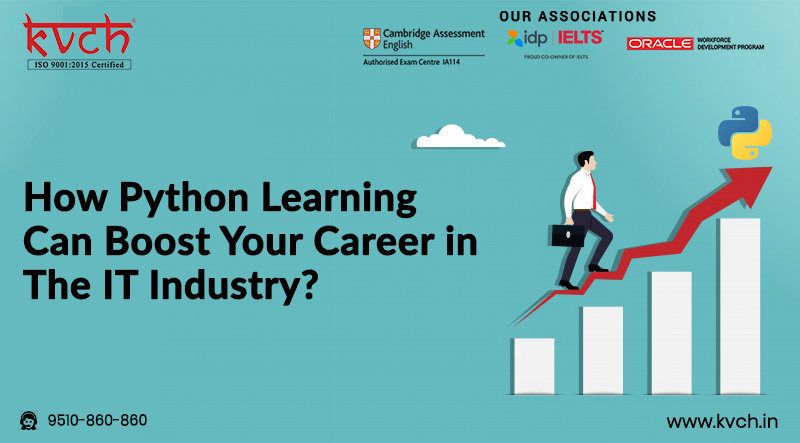 kvch®
ISO 9001:2015 Certified
OUR ASSOCIATIONS
Cambridge Assessment
English
Authorised Exam Centre IA114
idp IELTS™
PROUD CO-OWNER OF IELTS
ORACLE WORKFORCE
DEVELOPMENT PROGRAM
How Python Learning
Can Boost Your Career in
The IT Industry?
9510-860-860
www.kvch.in